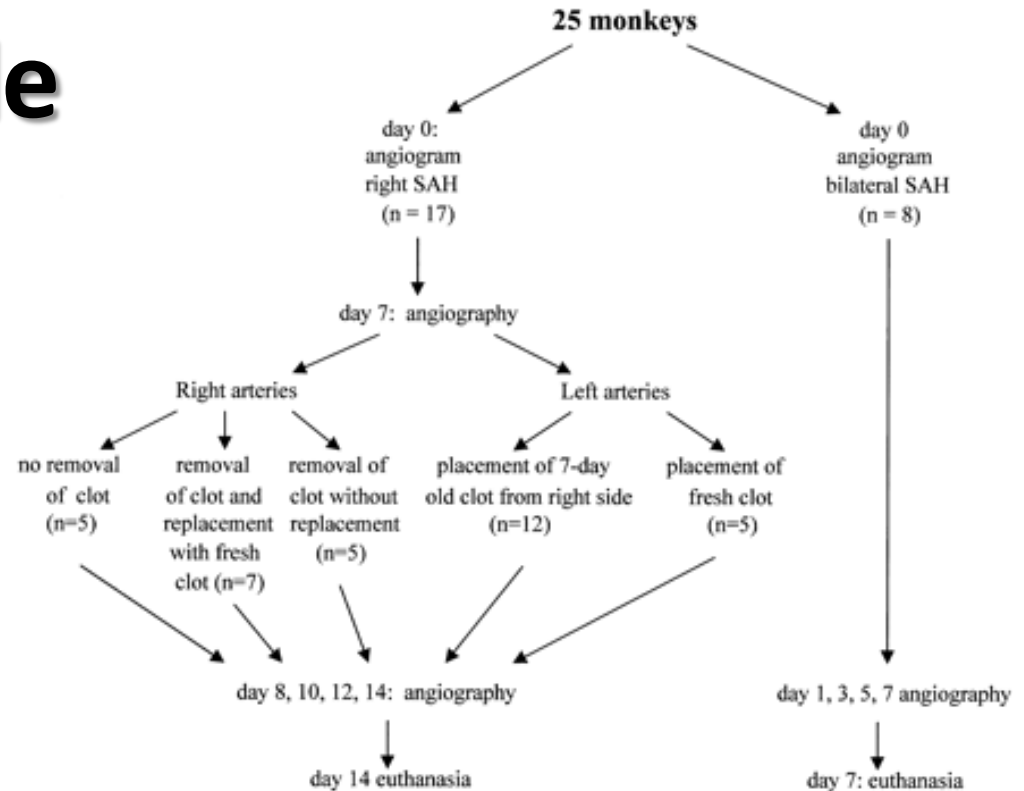 e
25 monkeys
day 0:
angiogram
right SAH
(n = 17)
day 0
angiogram
bilateral SAH
(n = 8)
day 7: angiography
Right arteries
Left arteries
no removal
of clot
(n=5)
removal
of clot and
replacement
with fresh
clot (n=7)
removal of
clot without
replacement
(n=5)
placement of 7-day
old clot from right side
(n=12)
placement of
fresh clot
(n=5)
day 8, 10, 12, 14: angiography
day 1, 3, 5, 7 angiography
day 14 euthanasia
day 7: euthanasia